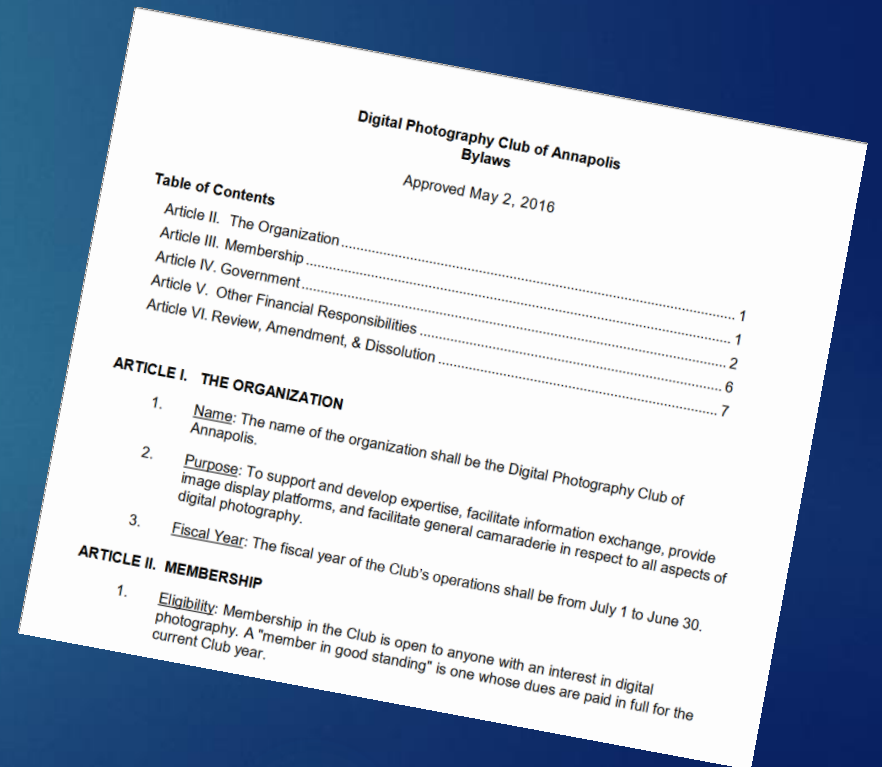 Digital Photography Club of Annapolis
Bylaws
Approved May 2, 2016
Table of Contents
Article II. The Organization ........ 1
Article III. Membership ........ 1
Article IV. Government ........ 2
Article V. Other Financial Responsibilities ........ 6
Article VI. Review, Amendment, & Dissolution ........ 7
ARTICLE I. THE ORGANIZATION
1. Name: The name of the organization shall be the Digital Photography Club of
Annapolis.
2. Purpose: To support and develop expertise, facilitate information exchange, provide
image display platforms, and facilitate general camaraderie in respect to all aspects of
digital photography.
3. Fiscal Year: The fiscal year of the Club's operations shall be from July 1 to June 30.
ARTICLE II. MEMBERSHIP
1. Eligibility: Membership in the Club is open to anyone with an interest in digital
photography. A "member in good standing" is one whose dues are paid in full for the
current Club year.